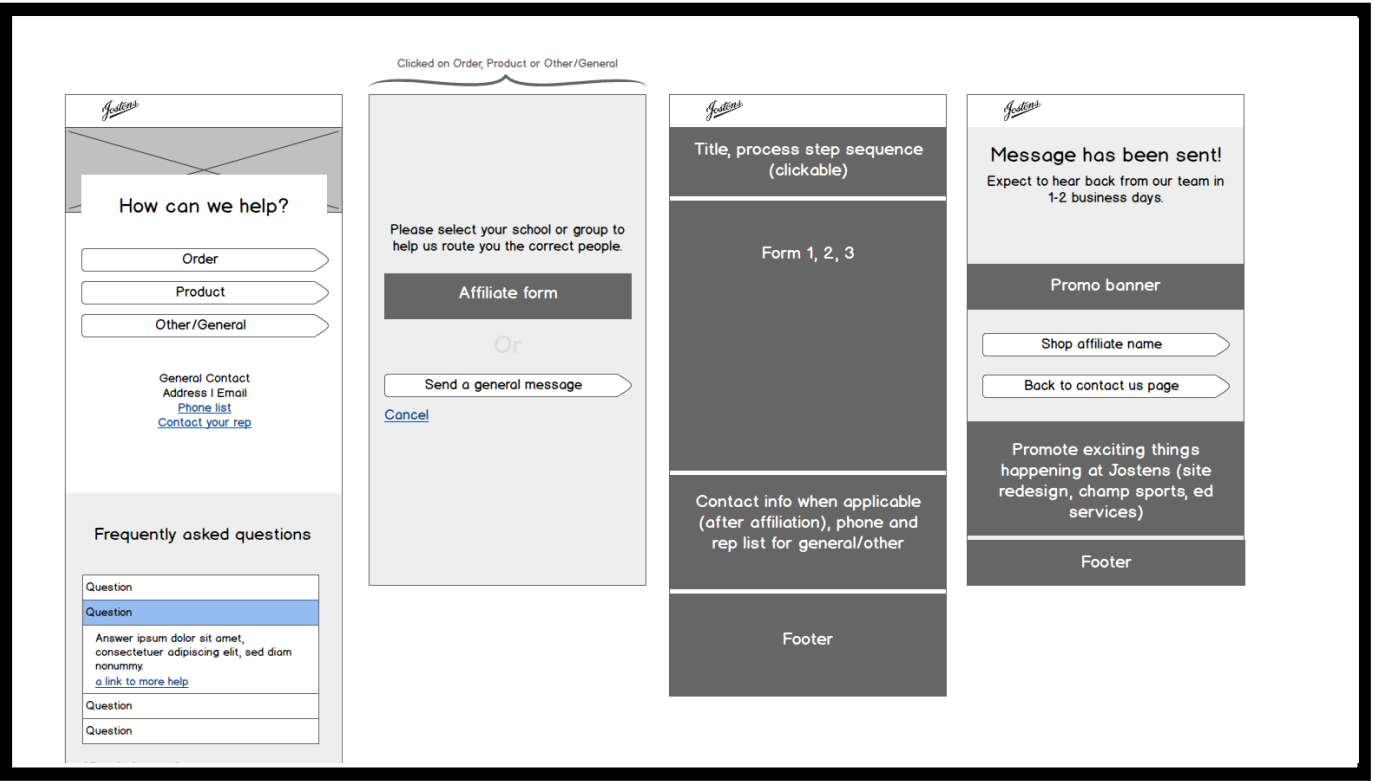 Clicked on Order, Product or Other/General
Jostens
How can we help?
Order
Product
Other/General
General Contact
Address | Email
Phone list
Contact your rep
Frequently asked questions
Question
Question
Answer ipsum dolor sit amet,
consectetuer adipiscing elit, sed diam
nonummy.
a link to more help
Question
Question
Please select your school or group to
help us route you the correct people.
Affiliate form
Or
Send a general message
Cancel
Jostens
Title, process step sequence
(clickable)
Form 1, 2, 3
Contact info when applicable
(after affiliation), phone and
rep list for general/other
Footer
Jostens
Message has been sent!
Expect to hear back from our team in
1-2 business days.
Promo banner
Shop affiliate name
Back to contact us page
Promote exciting things
happening at Jostens (site
redesign, champ sports, ed
services)
Footer